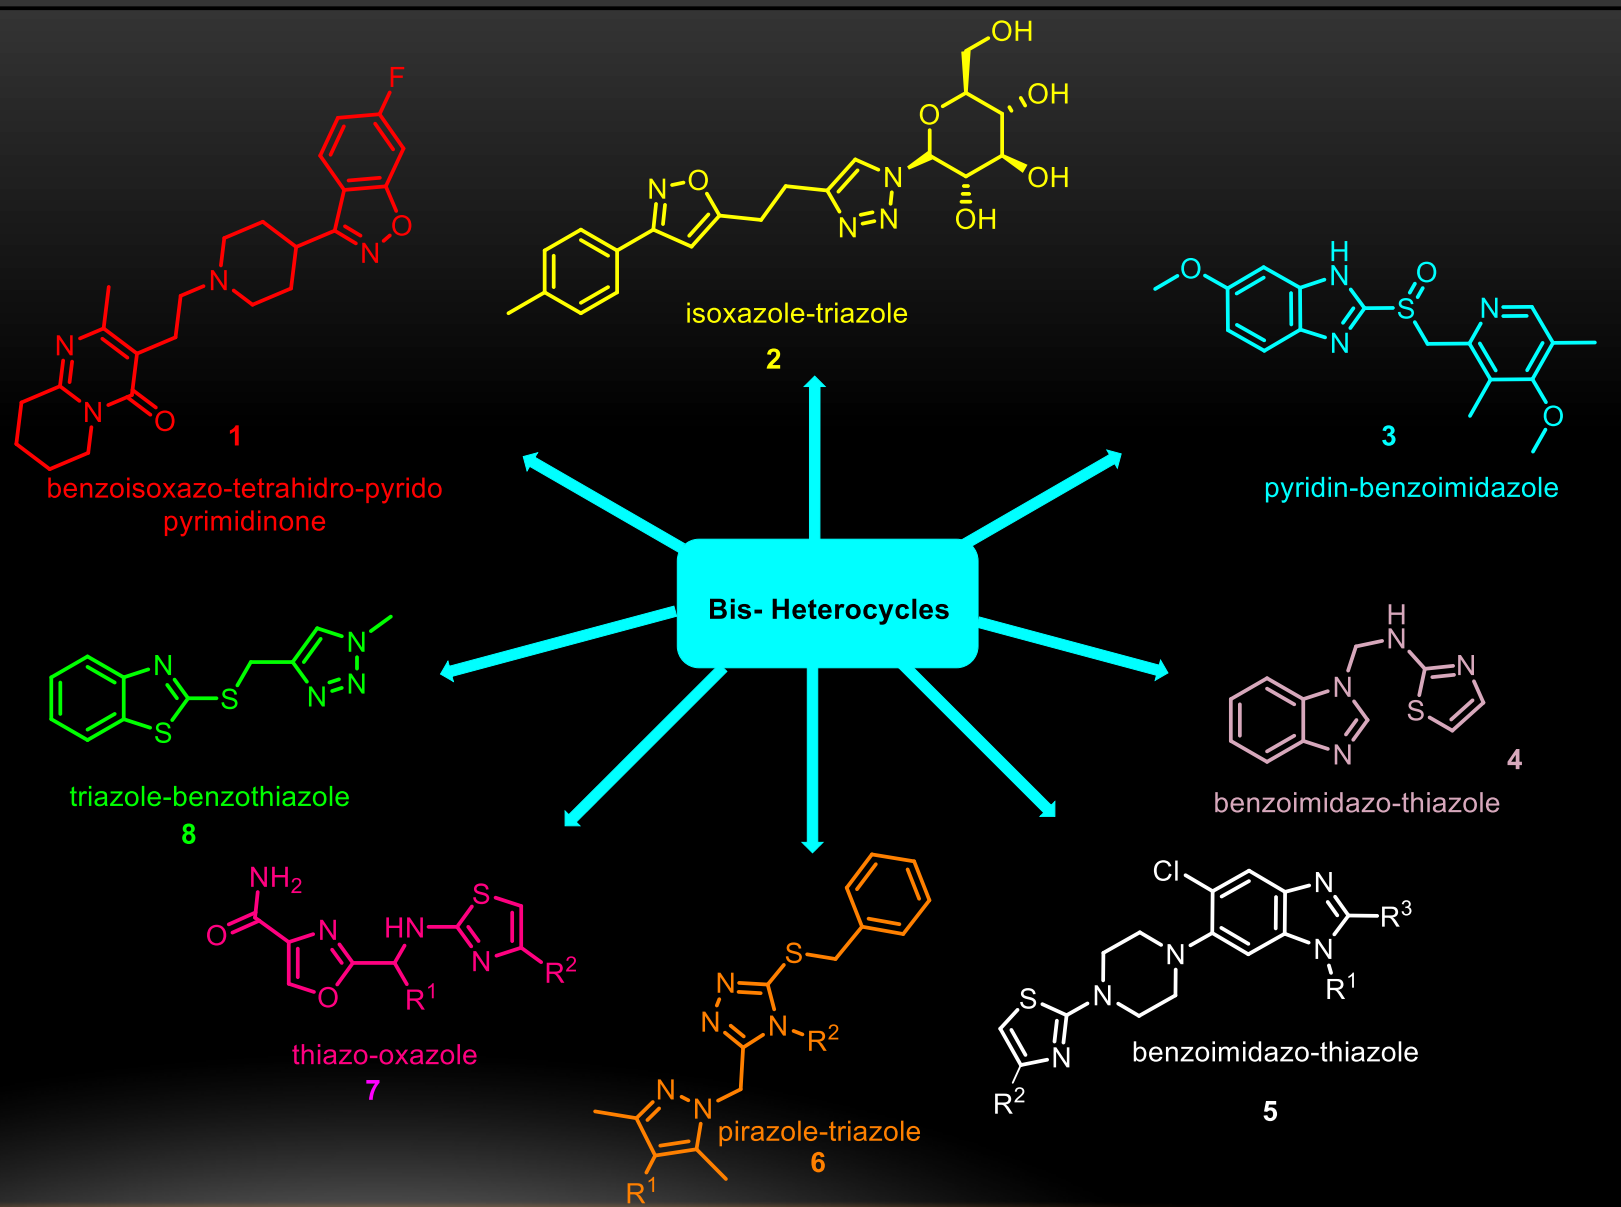 F
O
N
N
N
N
O
1
benzoisoxazo-tetrahidro-pyrido
pyrimidinone
OH
OH
O
OH
OH
N
O
N
N
N
isoxazole-triazole
2
H
N
O
N
S
O
N
O
3
pyridin-benzoimidazole
Bis- Heterocycles
H
N
N
N
N
S
4
benzoimidazo-thiazole
N
S
S
N
N
N
triazole-benzothiazole
8
NH2
O
N
O
HN
R1
S
N
R2
thiazo-oxazole
7
S
N
N
N
R2
N
N
R1
pirazole-triazole
6
Cl
N
R3
N
R1
N
N
S
N
R2
benzoimidazo-thiazole
5